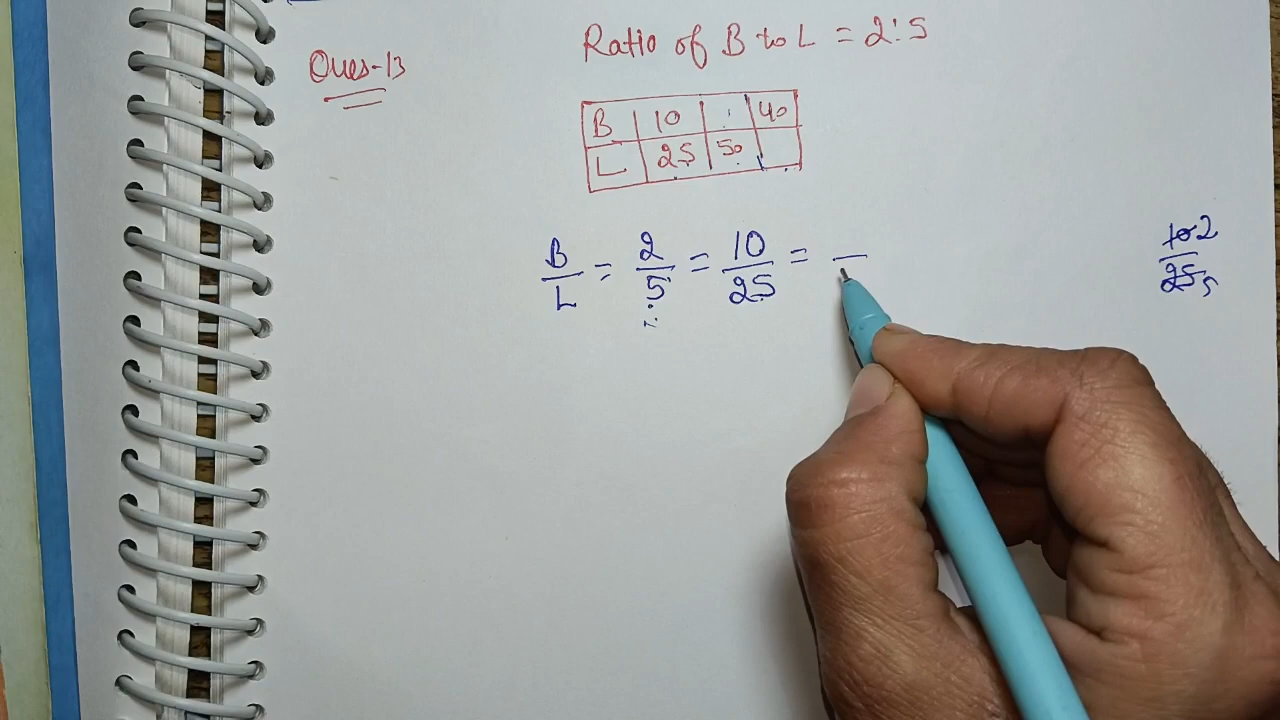 Ratio of B to L = 2:5
Ques-13
B 10 40
L 25 50
B/L = 2/5 = 10/25 =
10 2
25 5